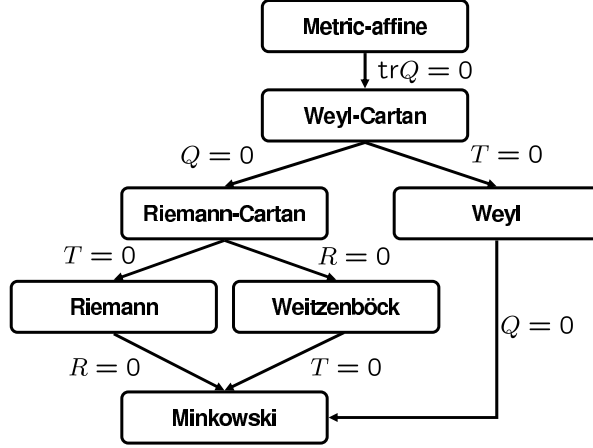 Metric-affine
trQ = 0
Weyl-Cartan
Q = 0
T = 0
Riemann-Cartan
Weyl
T = 0
R = 0
Riemann
Weitzenböck
Q = 0
R = 0
T = 0
Minkowski